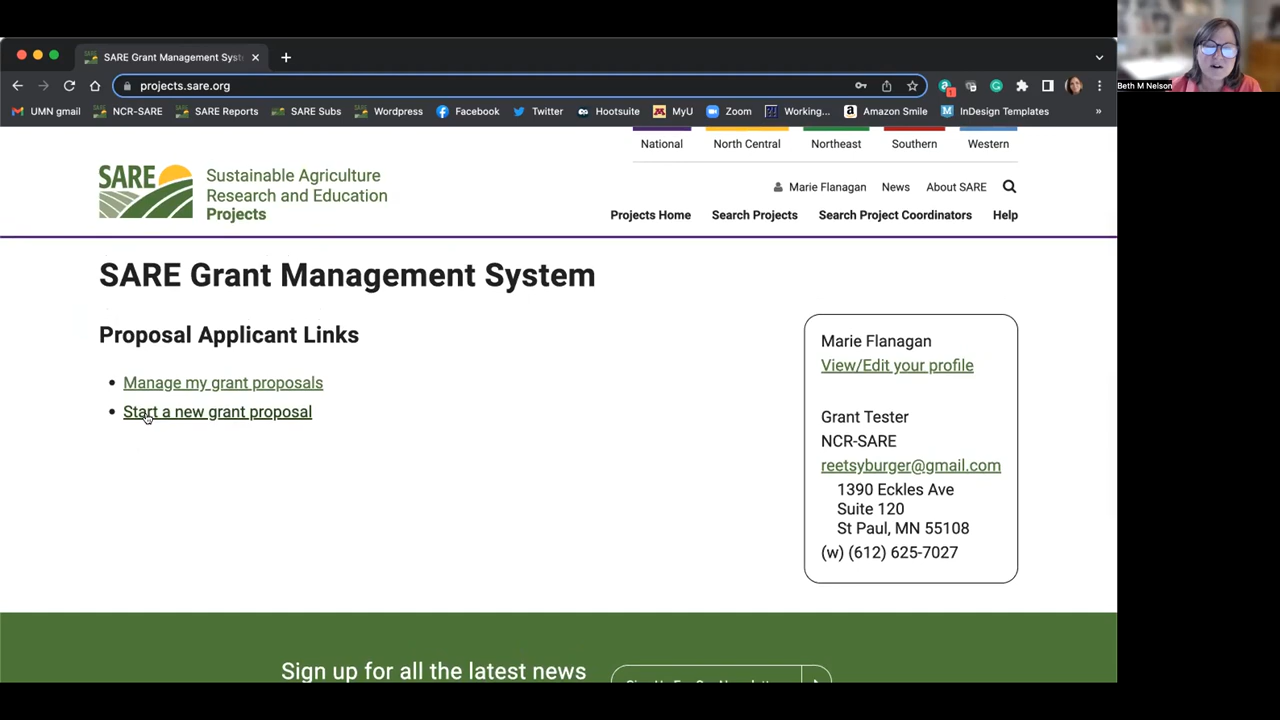 SARE Grant Management Syst
projects.sare.org
Beth M Nelson
UMN gmail
NCR-SARE
SARE Reports
SARE Subs
Wordpress
Facebook
Twitter
Hootsuite
MyU
Zoom
Working...
Amazon Smile
InDesign Templates
»
National
North Central
Northeast
Southern
Western
SARE
Sustainable Agriculture
Research and Education
Projects
Marie Flanagan
News
About SARE
Projects Home
Search Projects
Search Project Coordinators
Help
SARE Grant Management System
Proposal Applicant Links
• Manage my grant proposals
• Start a new grant proposal
Marie Flanagan
View/Edit your profile
Grant Tester
NCR-SARE
reetsyburger@gmail.com
1390 Eckles Ave
Suite 120
St Paul, MN 55108
(w) (612) 625-7027
Sign up for all the latest news